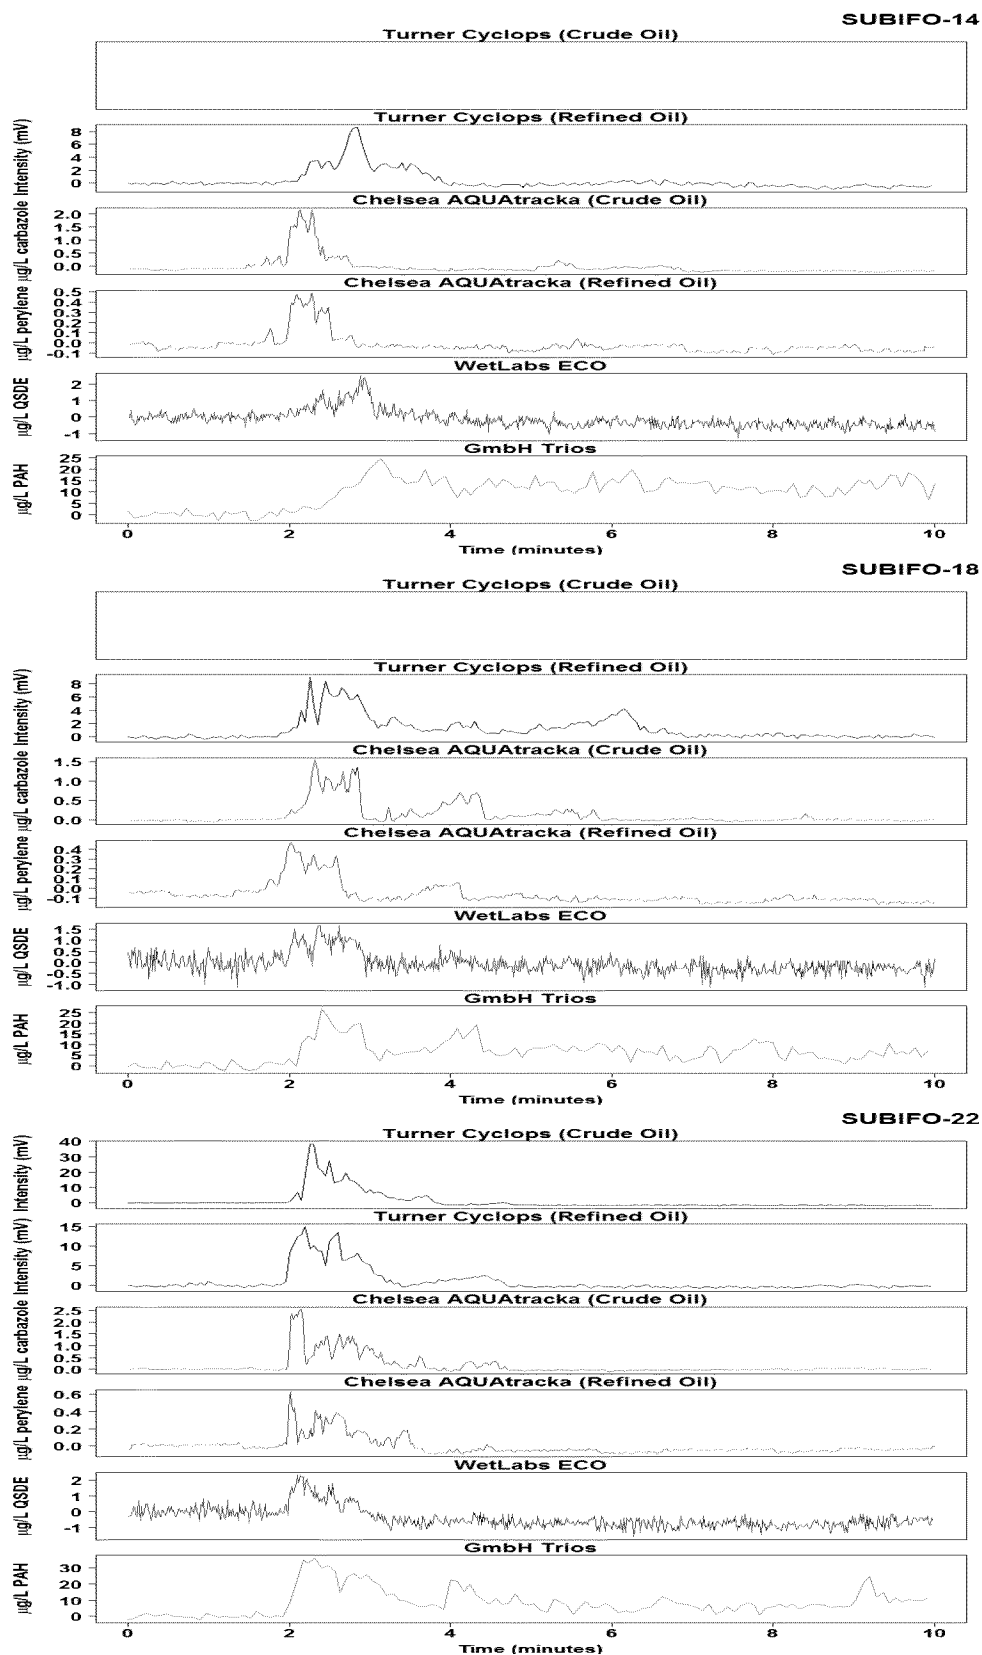 SUBIFO-14
Turner Cyclops (Crude Oil)
Turner Cyclops (Refined Oil)
Intensity (mV)
8
6
4
2
0
Chelsea AQUAtracka (Crude Oil)
µg/L carbazole
2.0
1.5
1.0
0.5
0.0
Chelsea AQUAtracka (Refined Oil)
µg/L perylene
0.5
0.4
0.3
0.2
0.0
-0.1
WetLabs ECO
µg/L QSDE
2
1
0
-1
GmbH Trios
µg/L PAH
25
20
15
10
5
0
0 2 4 6 8 10
Time (minutes)
SUBIFO-18
Turner Cyclops (Crude Oil)
Turner Cyclops (Refined Oil)
Intensity (mV)
8
6
4
2
0
Chelsea AQUAtracka (Crude Oil)
µg/L carbazole
1.5
1.0
0.5
0.0
Chelsea AQUAtracka (Refined Oil)
µg/L perylene
0.4
0.3
0.2
0.1
0.0
-0.1
WetLabs ECO
µg/L QSDE
1.5
1.0
0.5
0.0
-0.5
-1.0
GmbH Trios
µg/L PAH
25
20
15
10
5
0
0 2 4 6 8 10
Time (minutes)
SUBIFO-22
Turner Cyclops (Crude Oil)
Intensity (mV)
40
30
20
10
0
Turner Cyclops (Refined Oil)
Intensity (mV)
15
10
5
0
Chelsea AQUAtracka (Crude Oil)
µg/L carbazole
2.5
2.0
1.5
1.0
0.5
0.0
Chelsea AQUAtracka (Refined Oil)
µg/L perylene
0.6
0.4
0.2
0.0
WetLabs ECO
µg/L QSDE
2
1
0
-1
GmbH Trios
µg/L PAH
30
20
10
0
0 2 4 6 8 10
Time (minutes)